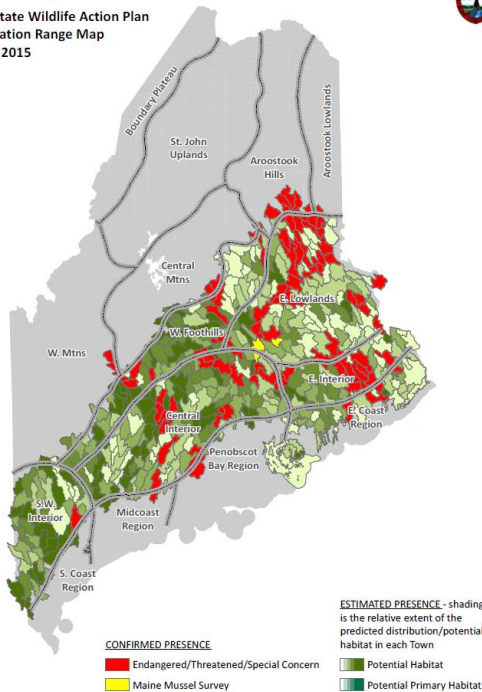 tate Wildlife Action Plan
ation Range Map
2015
Boundary Plateau
St. John
Uplands
Aroostook
Hills
Aroostook Lowlands
Central
Mtns
E. Lowlands
W. Foothills
W. Mtns
E. Interior
Central
Interior
E. Coast
Region
Penobscot
Bay Region
S.W.
Interior
Midcoast
Region
S. Coast
Region
CONFIRMED PRESENCE
Endangered/Threatened/Special Concern
Maine Mussel Survey
ESTIMATED PRESENCE - shading
is the relative extent of the
predicted distribution/potential
habitat in each Town
Potential Habitat
Potential Primary Habitat